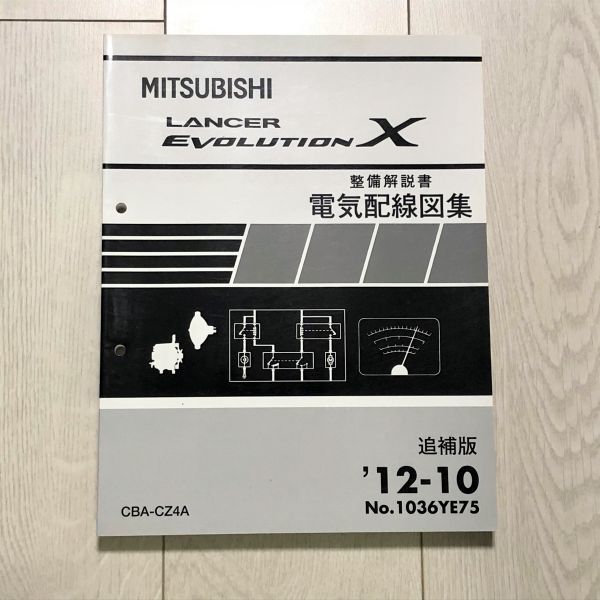 MITSUBISHI
LANCER
EVOLUTION X
整備解説書
電気配線図集
追補版
'12-10
No.1036YE75
CBA-CZ4A